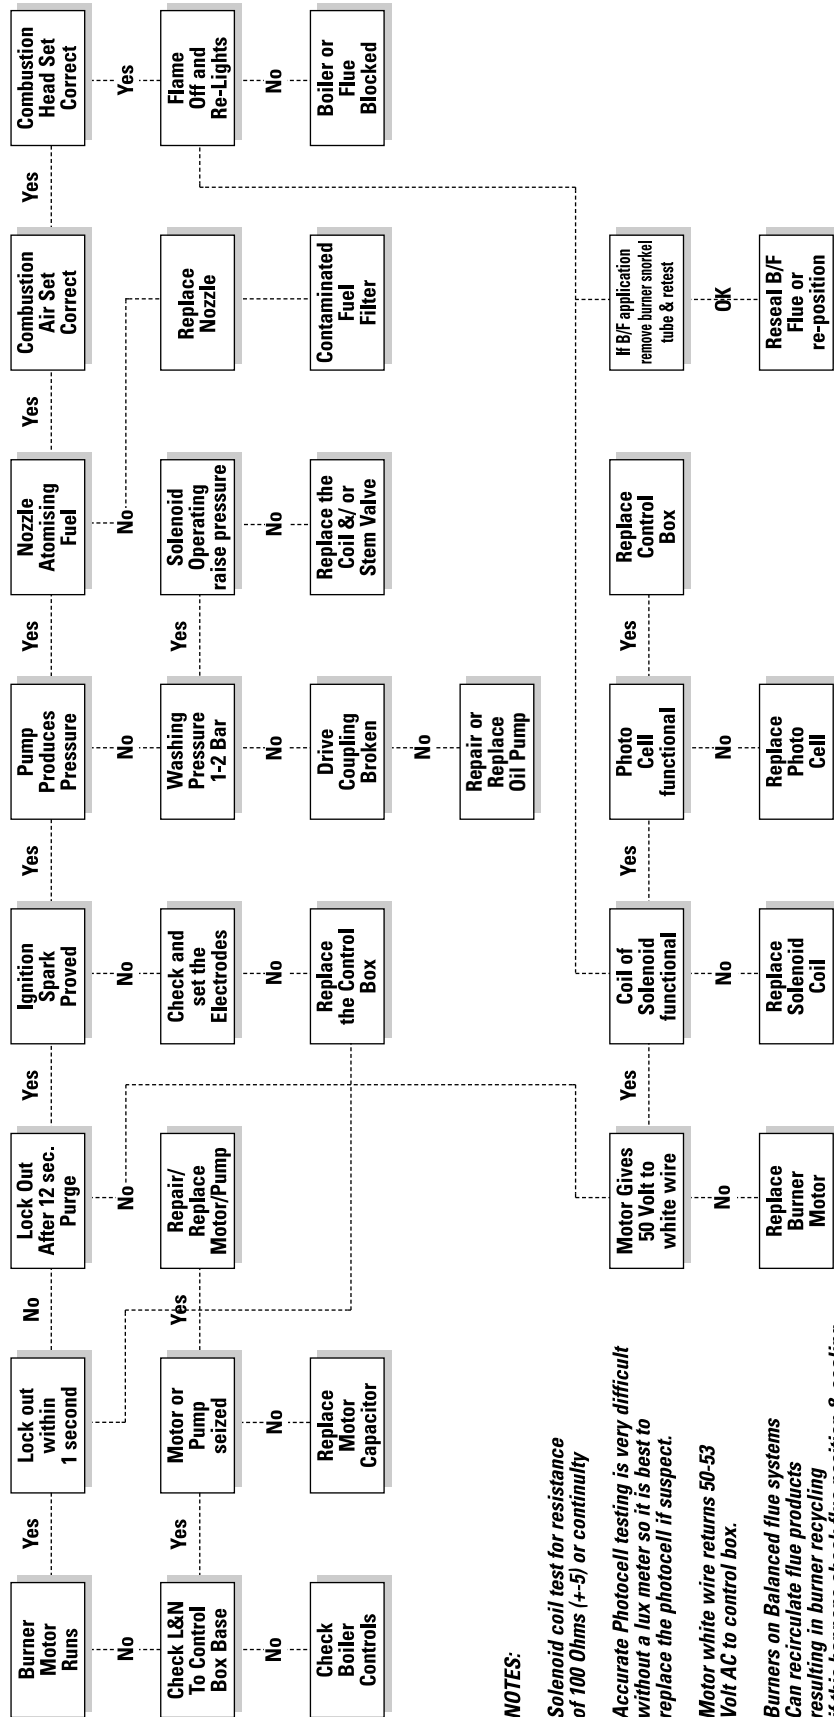 Burner
Motor
Runs
Yes
Lock out
within
1 second
No
Lock Out
After 12 sec.
Purge
Yes
Ignition
Spark
Proved
Yes
Pump
Produces
Pressure
Yes
Nozzle
Atomising
Fuel
Yes
Combustion
Air Set
Correct
Yes
Combustion
Head Set
Correct
No
No
No
No
No
Yes
Check L&N
To Control
Box Base
Yes
Motor or
Pump
seized
Yes
Repair/
Replace
Motor/Pump
Check and
set the
Electrodes
Washing
Pressure
1-2 Bar
Yes
Solenoid
Operating
raise pressure
Replace
Nozzle
Flame
Off and
Re-Lights
No
No
No
No
No
No
Check
Boiler
Controls
Replace
Motor
Capacitor
Replace
the Control
Box
Drive
Coupling
Broken
Replace the
Coil &/ or
Stem Valve
Contaminated
Fuel
Filter
Boiler or
Flue
Blocked
No
Repair or
Replace
Oil Pump
Motor Gives
50 Volt to
white wire
Yes
Coil of
Solenoid
functional
Yes
Photo
Cell
functional
Yes
Replace
Control
Box
If B/F application
remove burner snorkel
tube & retest
No
No
No
OK
Replace
Burner
Motor
Replace
Solenoid
Coil
Replace
Photo
Cell
Reseal B/F
Flue or
re-position
NOTES:
Solenoid coil test for resistance
of 100 Ohms (+-5) or continuity
Accurate Photocell testing is very difficult
without a lux meter so it is best to
replace the photocell if suspect.
Motor white wire returns 50-53
Volt AC to control box.
Burners on Balanced flue systems
Can recirculate flue products
resulting in burner recycling